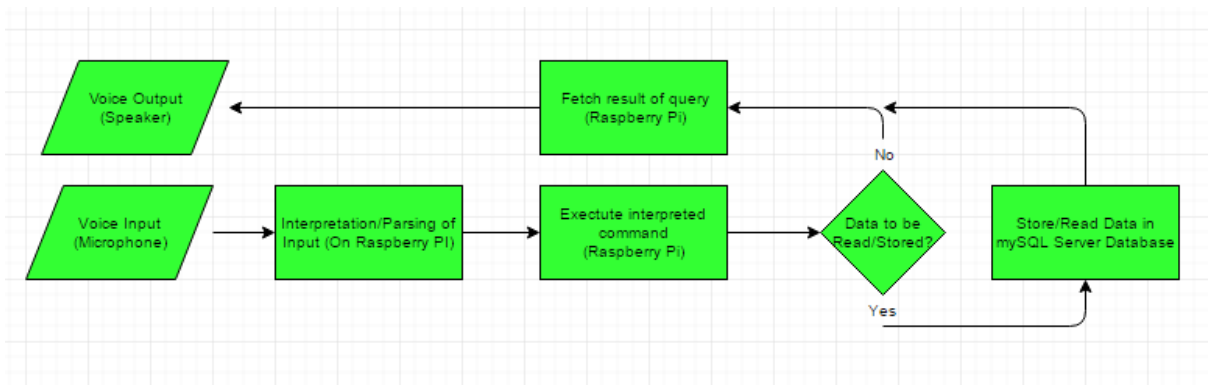 Voice Output
(Speaker)
Fetch result of query
(Raspberry Pi)
No
Voice Input
(Microphone)
Interpretation/Parsing of
Input (On Raspberry PI)
Exectute interpreted
command
(Raspberry Pi)
Data to be
Read/Stored?
Store/Read Data in
mySQL Server Database
Yes